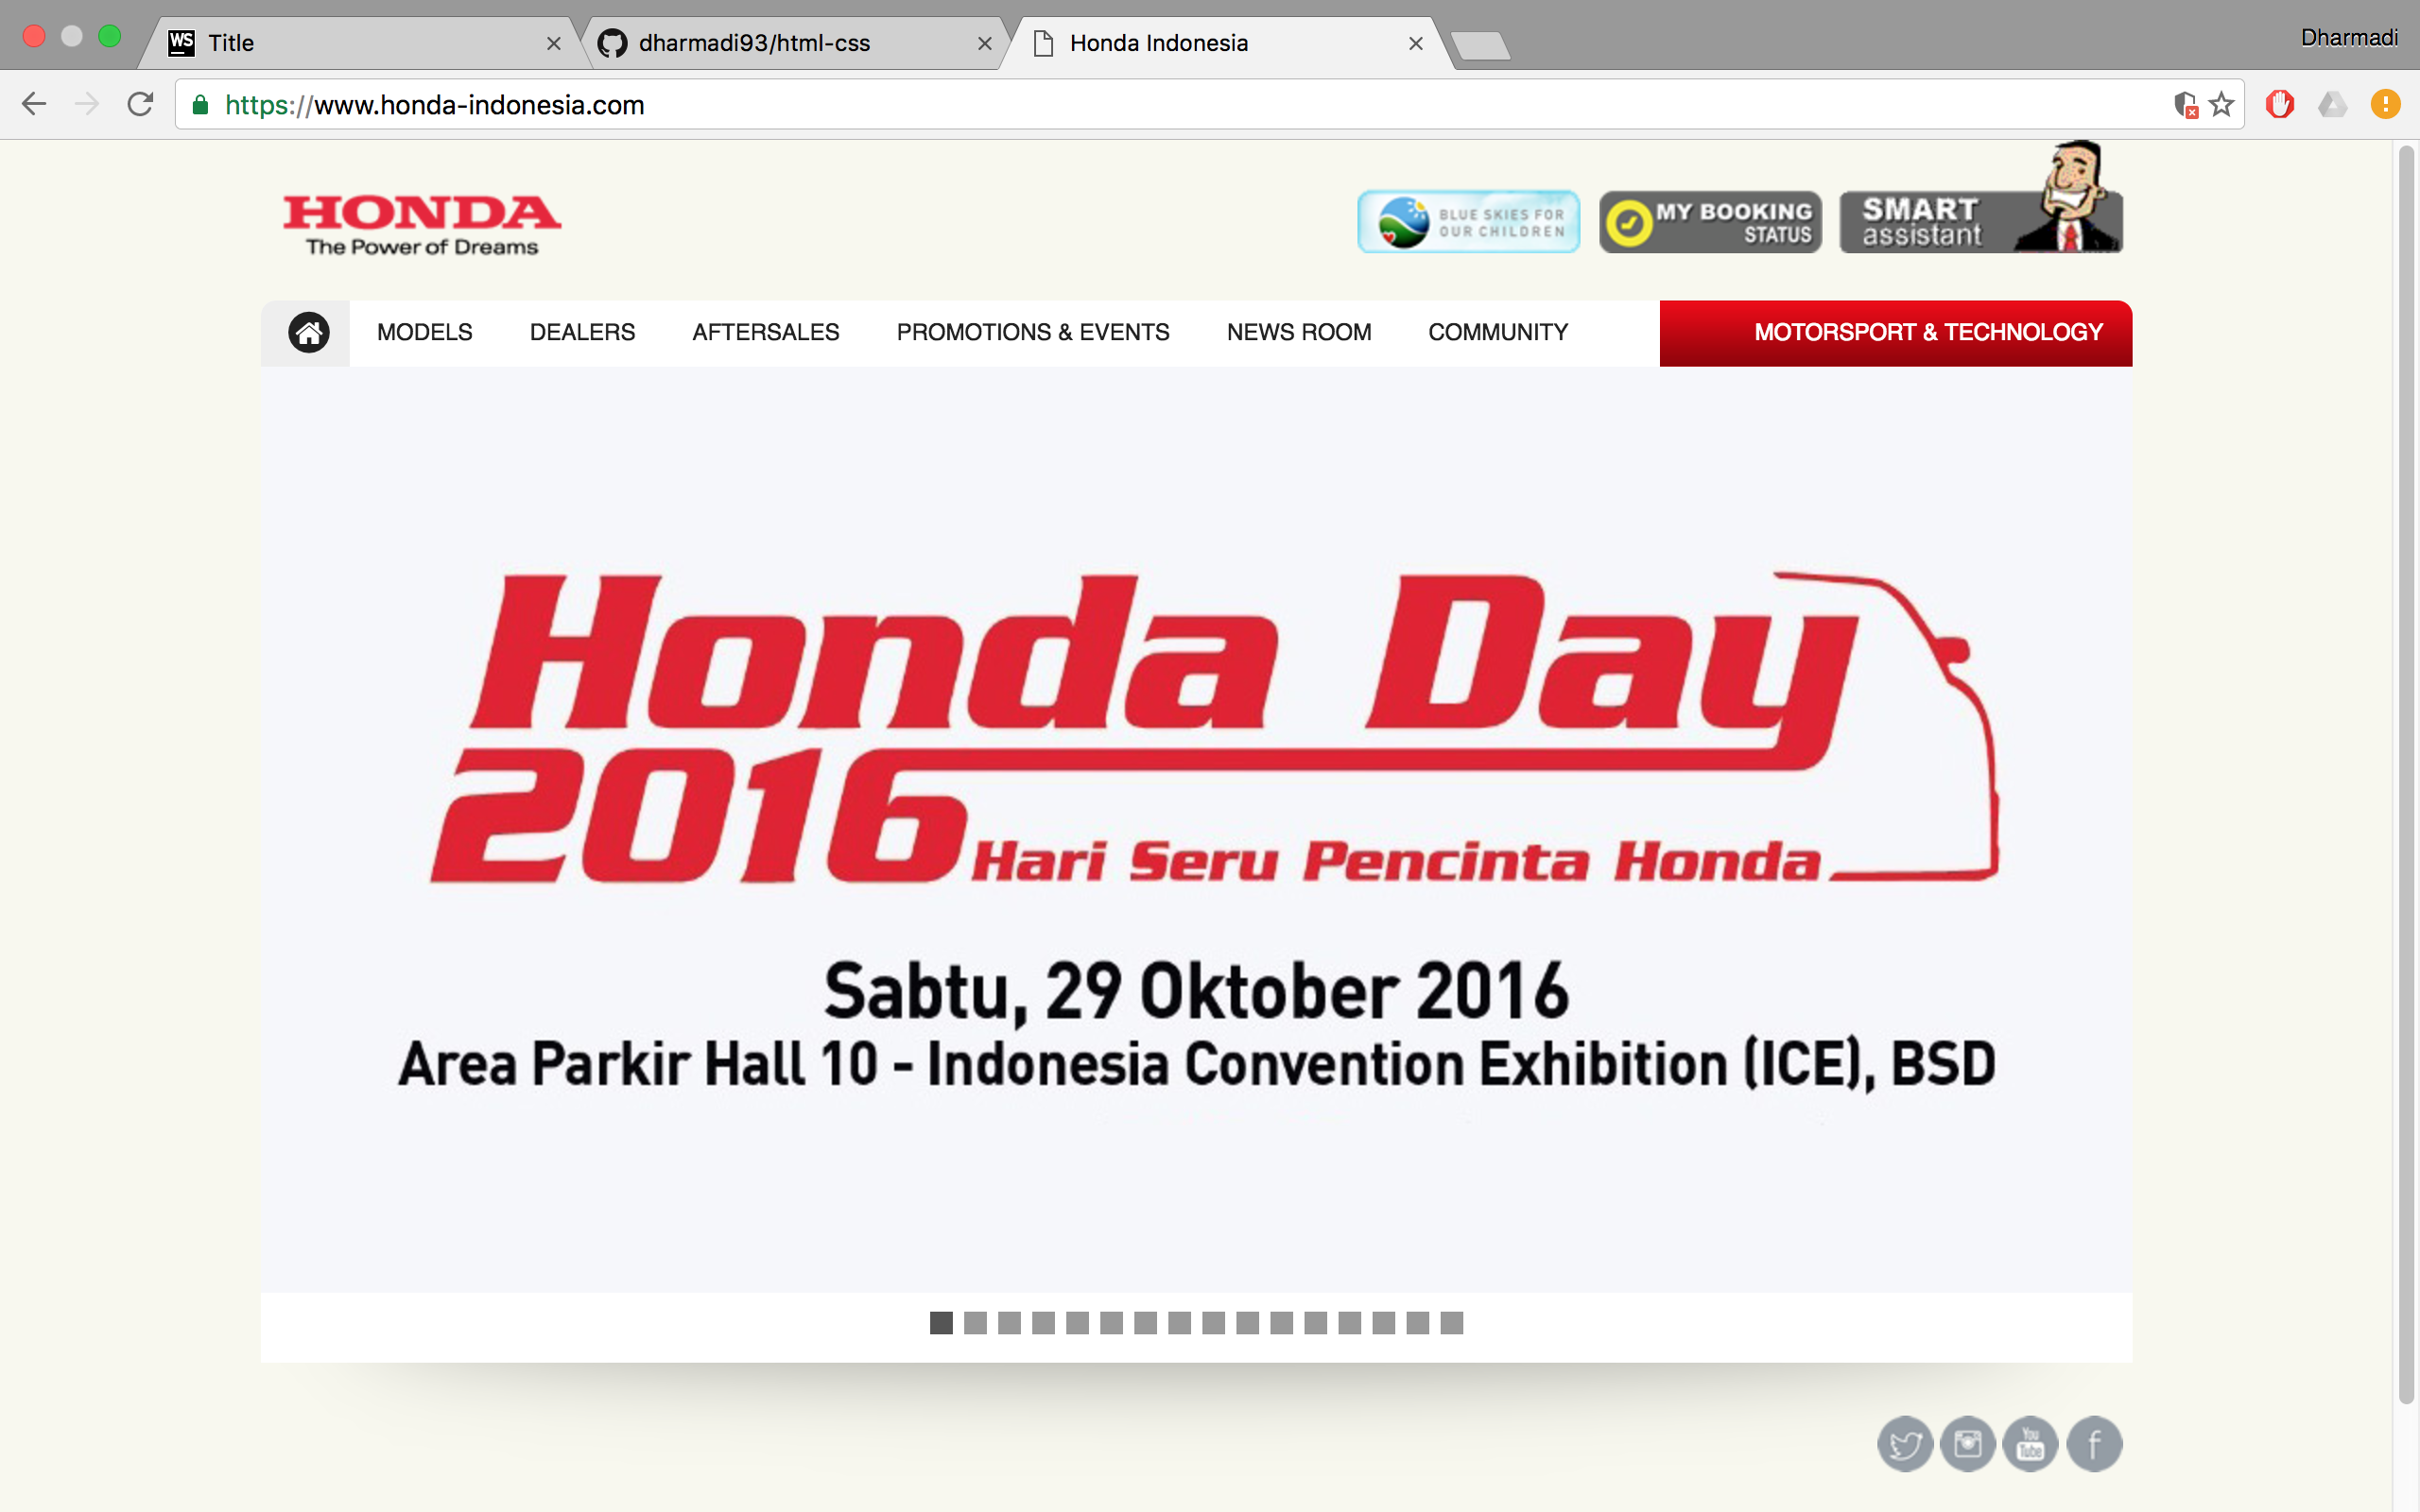 WS Title
dharmadi93/html-css
Honda Indonesia
Dharmadi
https://www.honda-indonesia.com
HONDA
The Power of Dreams
BLUE SKIES FOR
OUR CHILDREN
MY BOOKING
STATUS
SMART
assistant
MODELS
DEALERS
AFTERSALES
PROMOTIONS & EVENTS
NEWS ROOM
COMMUNITY
MOTORSPORT & TECHNOLOGY
Honda Day
2016 Hari Seru Pencinta Honda
Sabtu, 29 Oktober 2016
Area Parkir Hall 10 - Indonesia Convention Exhibition (ICE), BSD
You
Tube